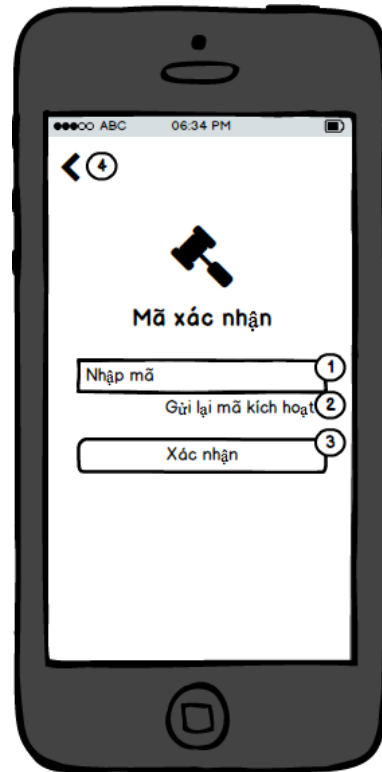 ABC 06:34 PM
4
Mã xác nhận
Nhập mã 1
Gửi lại mã kích hoạt 2
Xác nhận 3